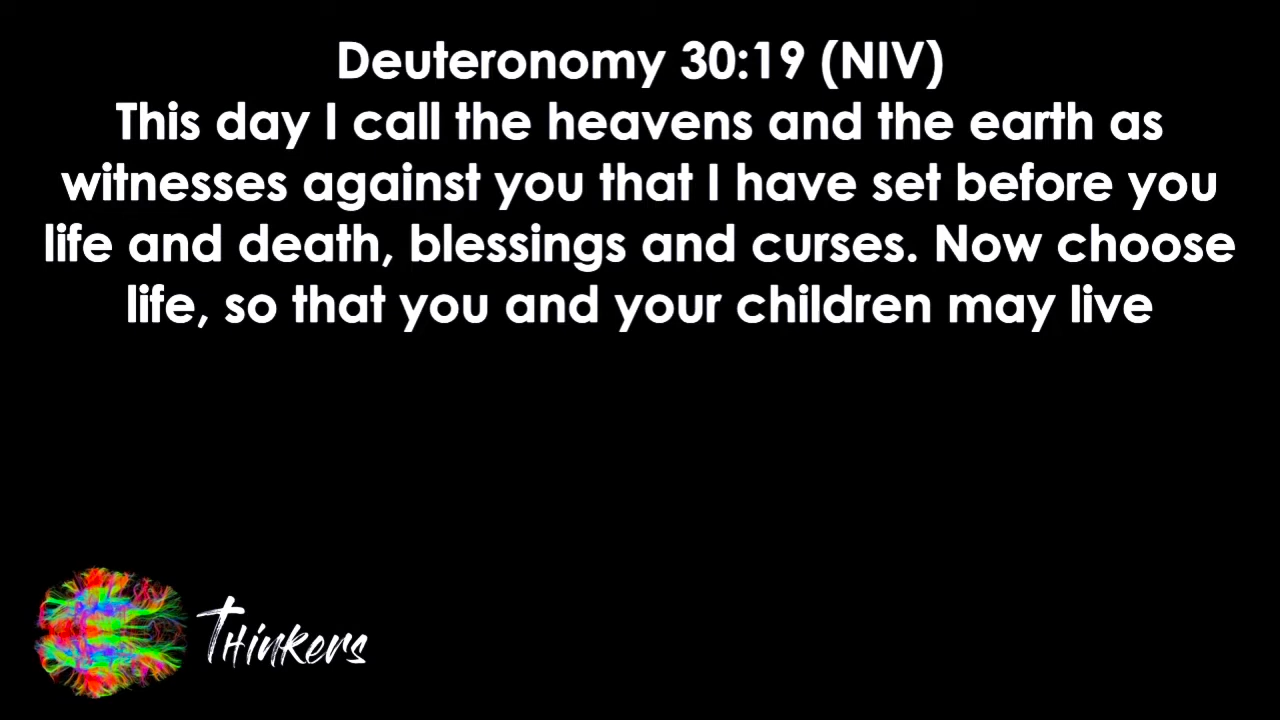 Deuteronomy 30:19 (NIV)
This day I call the heavens and the earth as
witnesses against you that I have set before you
life and death, blessings and curses. Now choose
life, so that you and your children may live
THinkers